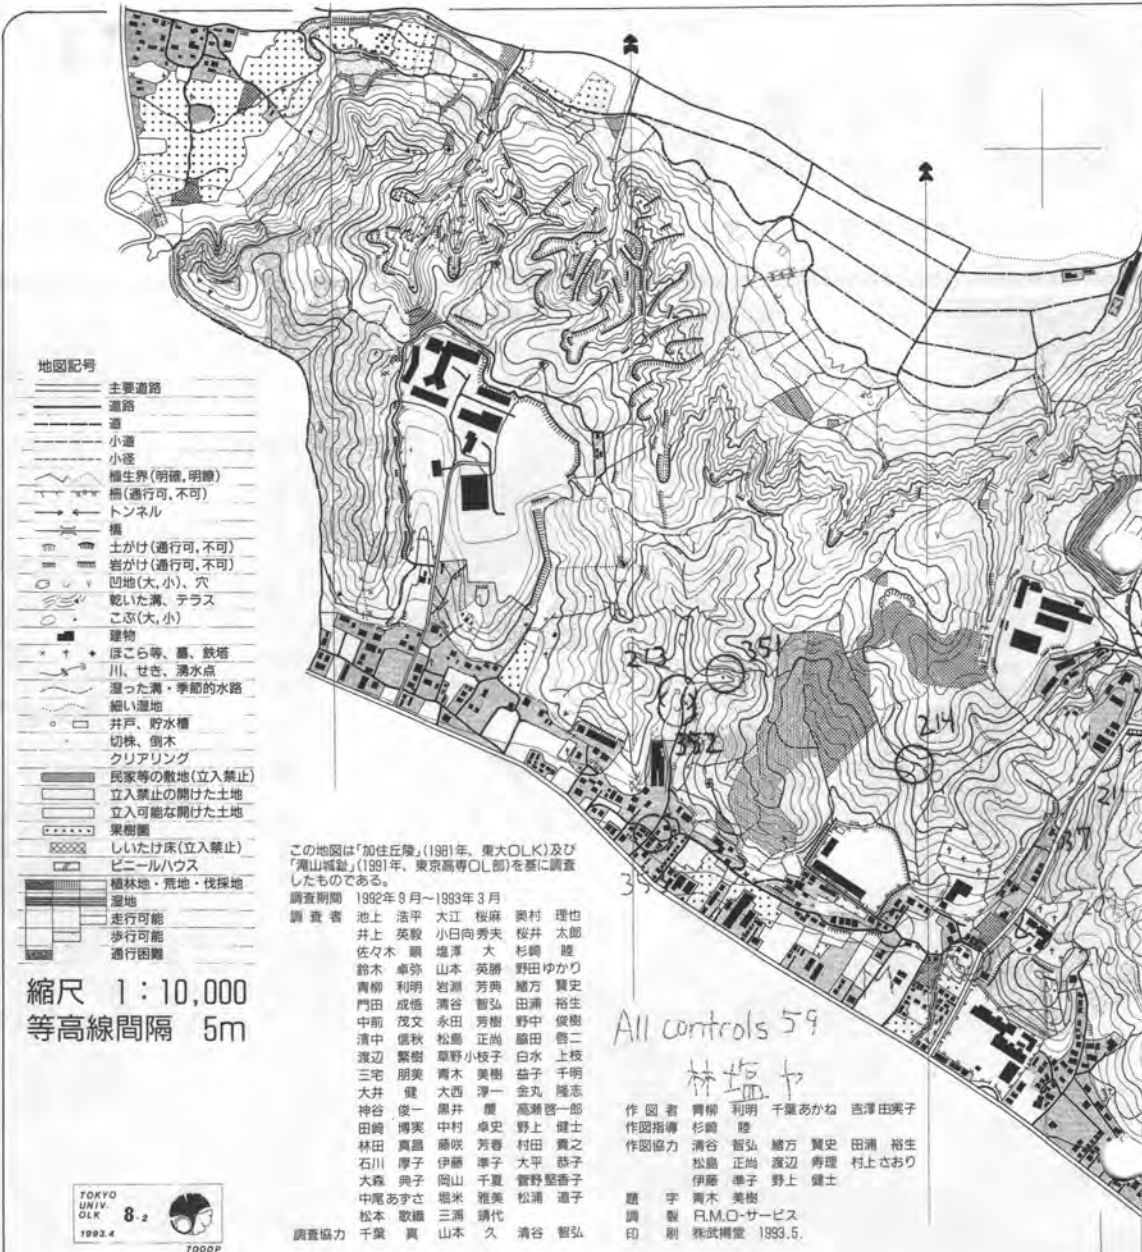 213
351
352
214
21
37
35
地図記号
主要道路
道路
道
小道
小径
植生界(明確,明瞭)
柵(通行可,不可)
トンネル
橋
土がけ(通行可,不可)
岩がけ(通行可,不可)
凹地(大,小)、穴
乾いた溝、テラス
こぶ(大,小)
建物
ほこら等、墓、鉄塔
川、せき、湧水点
湿った溝・季節的水路
細い湿地
井戸、貯水槽
切株、倒木
クリアリング
民家等の敷地(立入禁止)
立入禁止の開けた土地
立入可能な開けた土地
果樹園
しいたけ床(立入禁止)
ビニールハウス
植林地・荒地・伐採地
湿地
走行可能
歩行可能
通行困難
縮尺 1:10,000
等高線間隔 5m
この地図は「加住丘陵」(1981年、東大OLK)及び
「滝山城趾」(1991年、東京高専OL部)を基に調査
したものである。
調査期間 1992年9月~1993年3月
調査者 池上 浩平 大江 桜麻 奥村 理也
井上 英毅 小日向秀夫 桜井 太郎
佐々木 顕 塩澤 大 杉崎 睦
鈴木 卓弥 山本 英勝 野田ゆかり
青柳 利明 岩淵 芳典 緒方 賢史
門田 成悟 清谷 智弘 田浦 裕生
中前 茂文 永田 芳樹 野中 俊樹
濱中 信秋 松島 正尚 脇田 啓二
渡辺 繁樹 草野小枝子 白水 上枝
三宅 朋美 青木 美樹 益子 千明
大井 健 大西 淳一 金丸 隆志
神谷 俊一 黒井 慶 高瀬啓一郎
田崎 博実 中村 卓史 野上 健士
林田 真昌 藤咲 芳春 村田 貴之
石川 厚子 伊藤 準子 大平 恭子
大森 典子 岡山 千夏 菅野堅香子
中尾あずさ 堀米 雅美 松浦 道子
松本 歌織 三浦 靖代
調査協力 千葉 真 山本 久 清谷 智弘
All controls 59
作図者 青柳 利明 千葉あかね 吉澤由実子
作図指導 杉崎 睦
作図協力 清谷 智弘 緒方 賢史 田浦 裕生
松島 正尚 渡辺 寿理 村上さおり
伊藤 準子 野上 健士
題字 青木 美樹
調製 R.M.O-サービス
印刷 ㈱武揚堂 1993.5.
TOKYO
UNIV.
OLK 8-2
1993.4
7000P